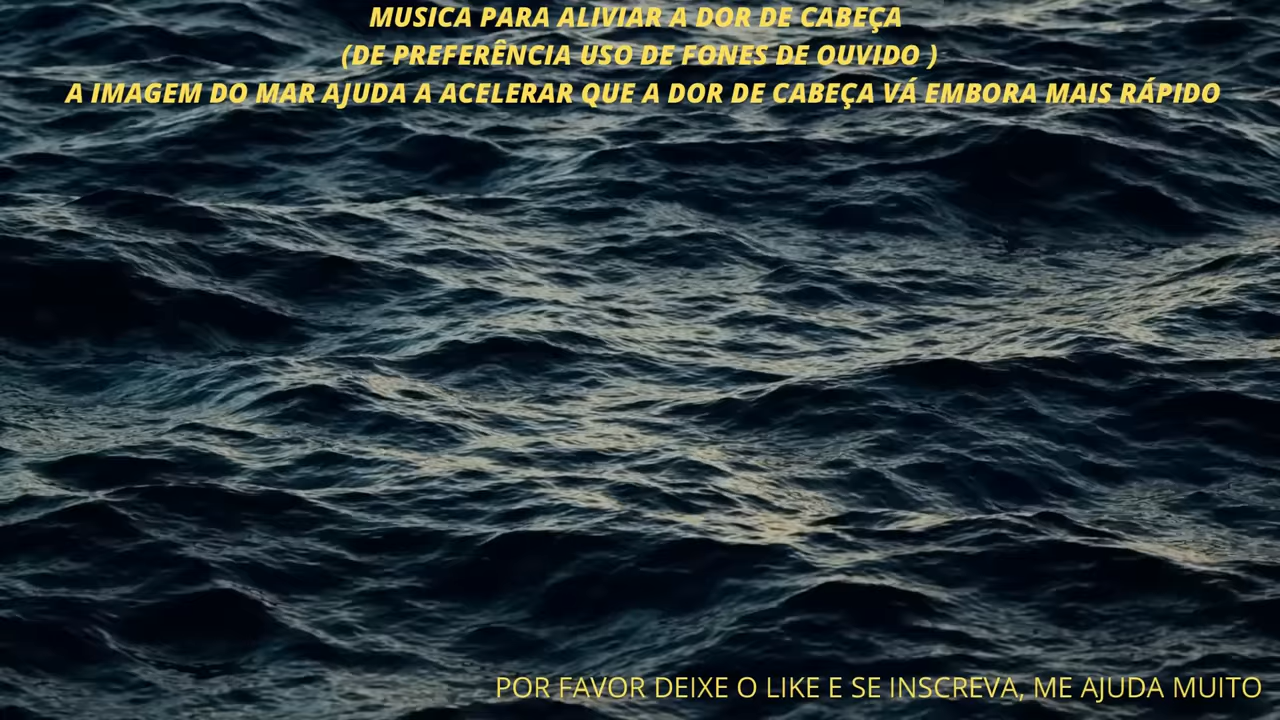 MUSICA PARA ALIVIAR A DOR DE CABEÇA
(DE PREFERÊNCIA USO DE FONES DE OUVIDO )
A IMAGEM DO MAR AJUDA A ACELERAR QUE A DOR DE CABEÇA VÁ EMBORA MAIS RÁPIDO
POR FAVOR DEIXE O LIKE E SE INSCREVA, ME AJUDA MUITO